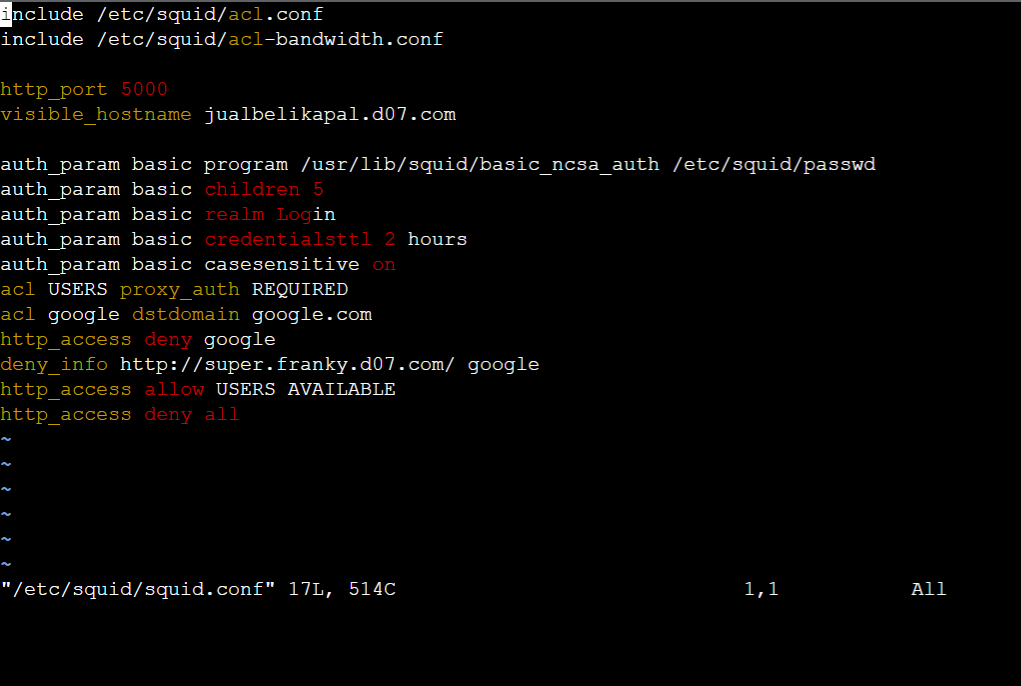 include /etc/squid/acl.conf
include /etc/squid/acl-bandwidth.conf
http_port 5000
visible_hostname jualbelikapal.d07.com
auth_param basic program /usr/lib/squid/basic_ncsa_auth /etc/squid/passwd
auth_param basic children 5
auth_param basic realm Login
auth_param basic credentialsttl 2 hours
auth_param basic casesensitive on
acl USERS proxy_auth REQUIRED
acl google dstdomain google.com
http_access deny google
deny_info http://super.franky.d07.com/ google
http_access allow USERS AVAILABLE
http_access deny all
~
~
~
~
~
~
"/etc/squid/squid.conf" 17L, 514C 1,1 All